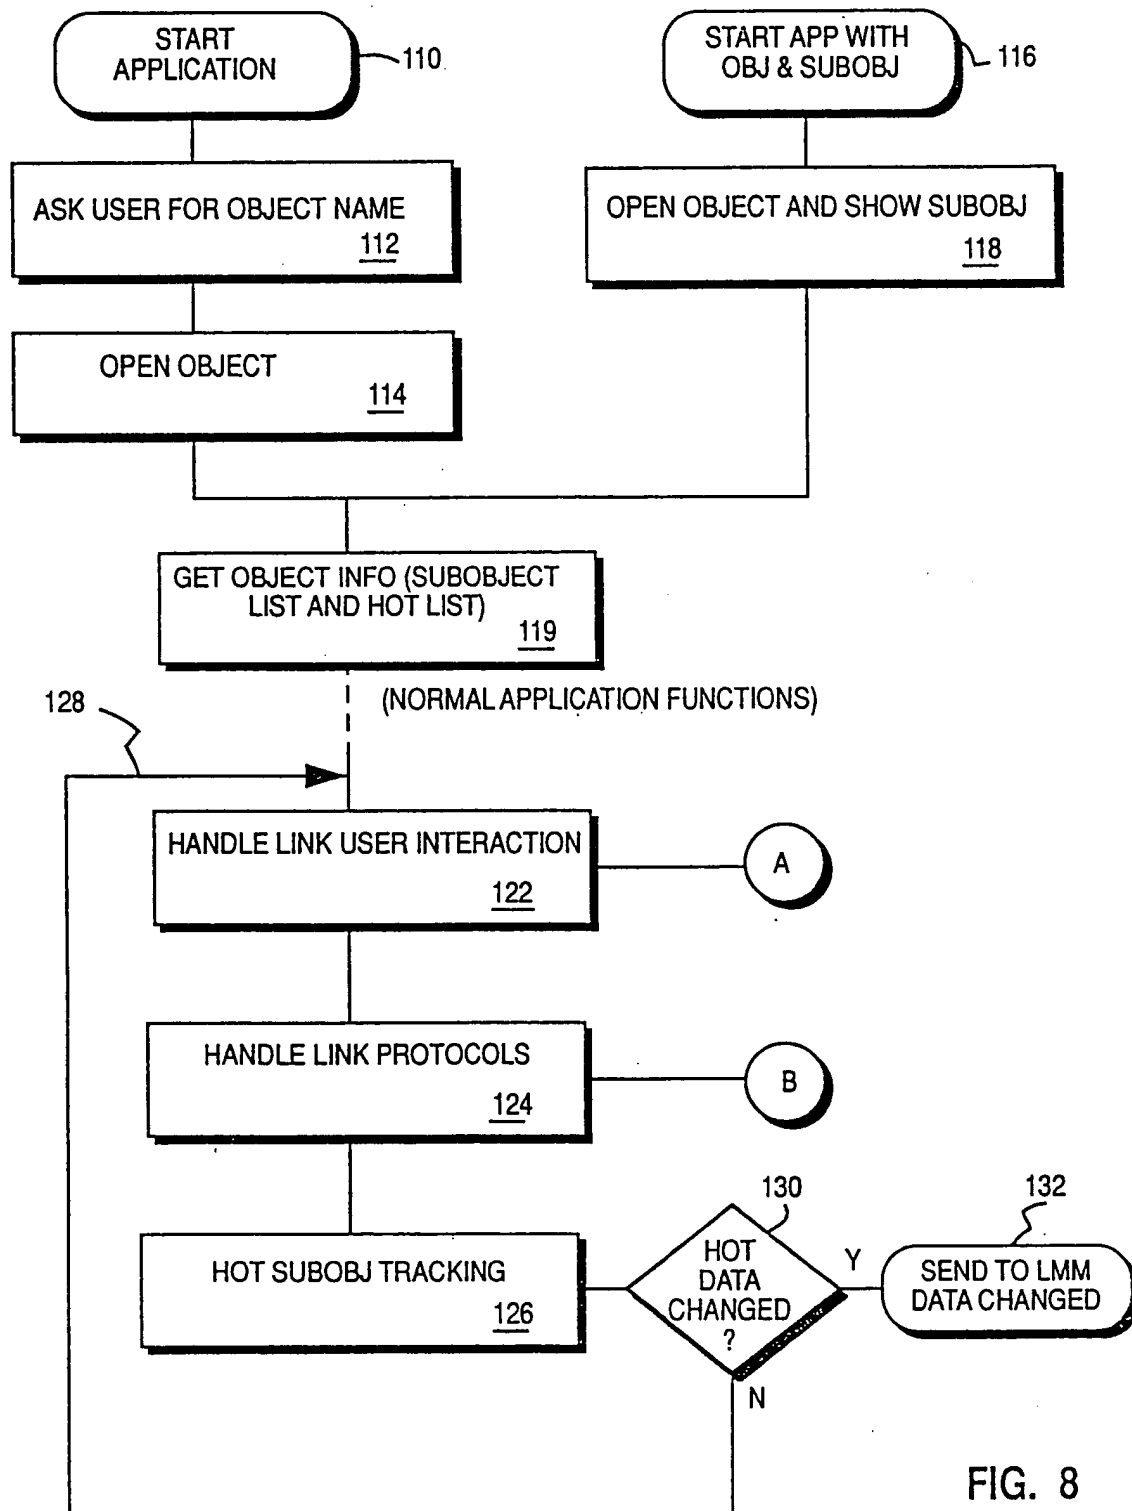 START
APPLICATION
110
START APP WITH
OBJ & SUBOBJ
116
ASK USER FOR OBJECT NAME
112
OPEN OBJECT AND SHOW SUBOBJ
118
OPEN OBJECT
114
GET OBJECT INFO (SUBOBJECT
LIST AND HOT LIST)
119
(NORMAL APPLICATION FUNCTIONS)
128
HANDLE LINK USER INTERACTION
122
A
HANDLE LINK PROTOCOLS
124
B
HOT SUBOBJ TRACKING
126
130
HOT
DATA
CHANGED
?
Y
N
132
SEND TO LMM
DATA CHANGED
FIG. 8